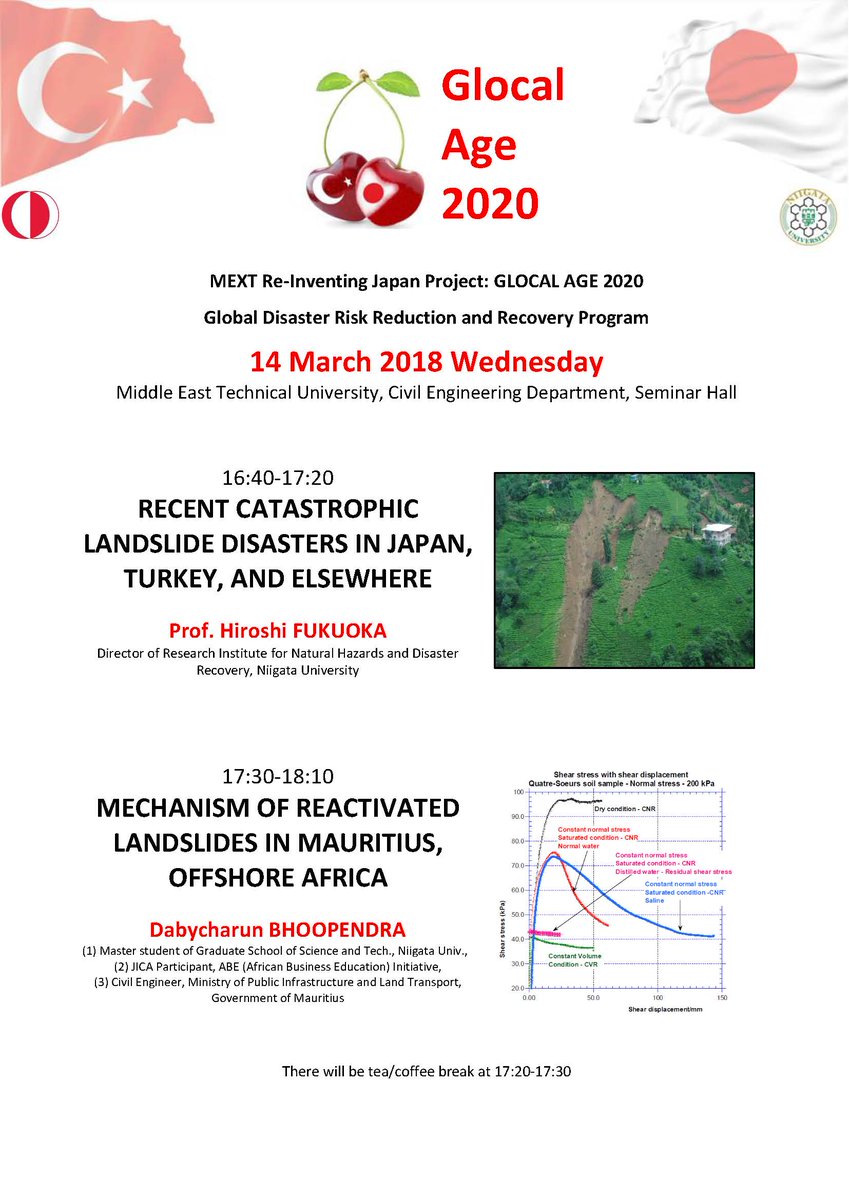 Glocal
Age
2020
NIIGATA
UNIVERSITY
MEXT Re-Inventing Japan Project: GLOCAL AGE 2020
Global Disaster Risk Reduction and Recovery Program
14 March 2018 Wednesday
Middle East Technical University, Civil Engineering Department, Seminar Hall
16:40-17:20
RECENT CATASTROPHIC
LANDSLIDE DISASTERS IN JAPAN,
TURKEY, AND ELSEWHERE
Prof. Hiroshi FUKUOKA
Director of Research Institute for Natural Hazards and Disaster
Recovery, Niigata University
17:30-18:10
MECHANISM OF REACTIVATED
LANDSLIDES IN MAURITIUS,
OFFSHORE AFRICA
Dabycharun BHOOPENDRA
(1) Master student of Graduate School of Science and Tech., Niigata Univ.,
(2) JICA Participant, ABE (African Business Education) Initiative,
(3) Civil Engineer, Ministry of Public Infrastructure and Land Transport,
Government of Mauritius
Shear stress with shear displacement
Quatre-Soeurs soil sample - Normal stress - 200 kPa
100
90.0
80.0
70.0
60.0
50.0
40.0
30.0
20.0
Shear stress (kPa)
Dry condition - CNR
Constant normal stress
Saturated condition - CNR
Normal water
Constant normal stress
Saturated condition - CNR
Distilled water - Residual shear stress
Constant normal stress
Saturated condition -CNR
Saline
Constant Volume
Condition - CVR
0.00
50.0
100
150
Shear displacement/mm
There will be tea/coffee break at 17:20-17:30